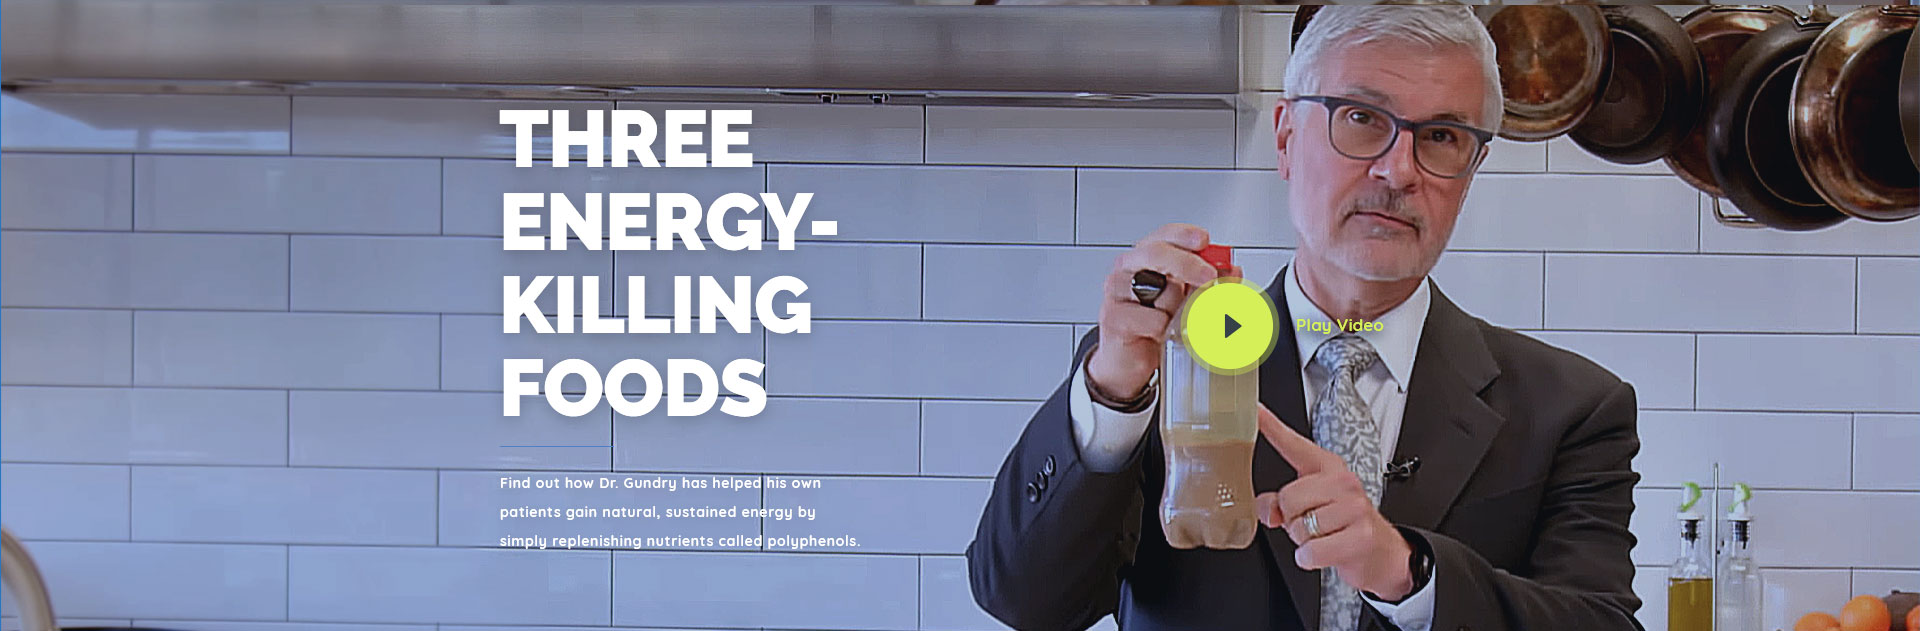 THREE
ENERGY-
KILLING
FOODS
Find out how Dr. Gundry has helped his own
patients gain natural, sustained energy by
simply replenishing nutrients called polyphenols.
Play Video